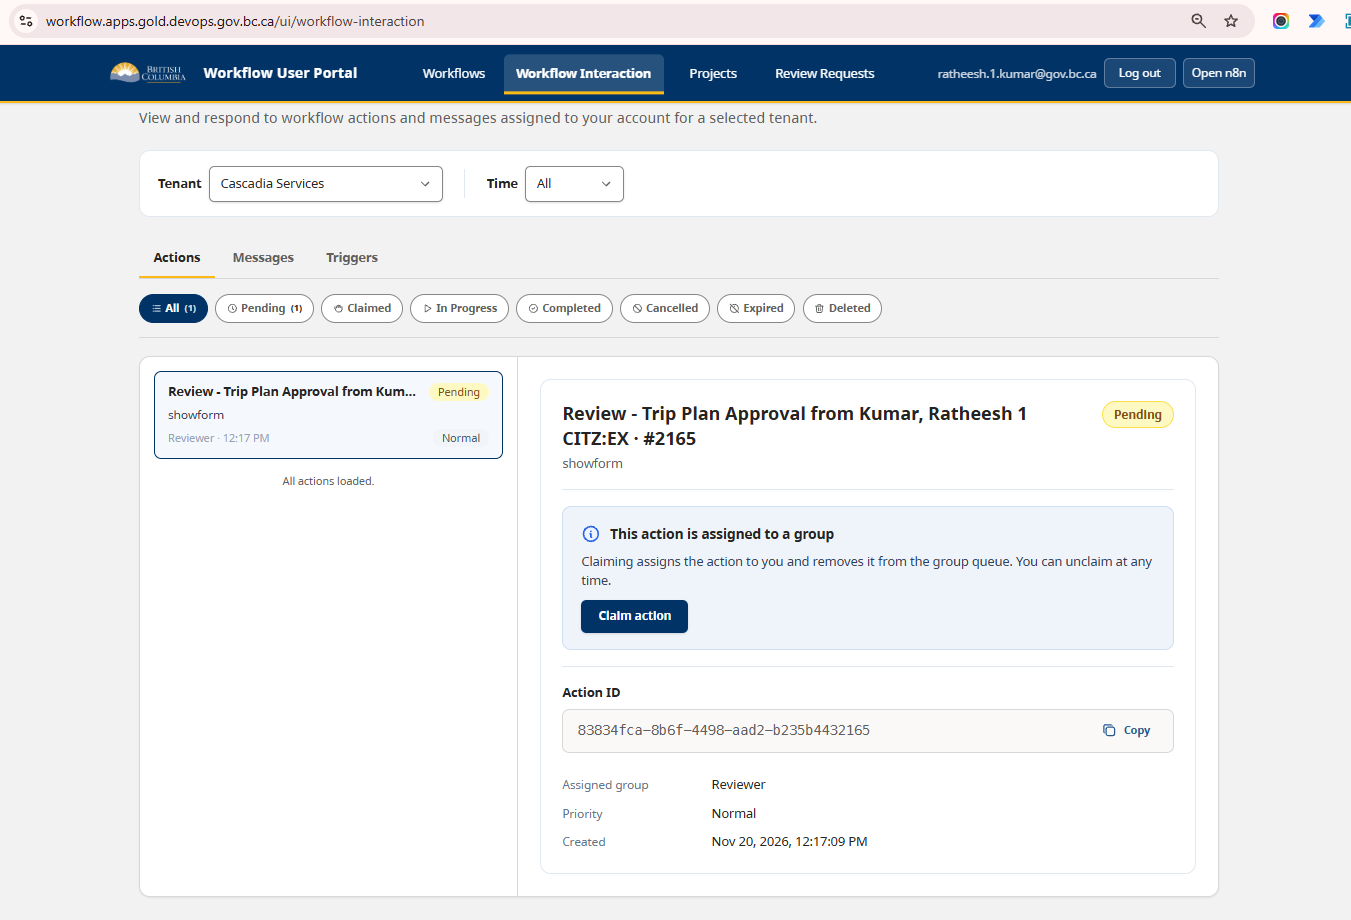 workflow.apps.gold.devops.gov.bc.ca/ui/workflow-interaction
BRITISH
COLUMBIA
Workflow User Portal
Workflows
Workflow Interaction
Projects
Review Requests
ratheesh.1.kumar@gov.bc.ca
Log out
Open n8n
View and respond to workflow actions and messages assigned to your account for a selected tenant.
Tenant
Cascadia Services
Time
All
Actions
Messages
Triggers
All (1)
Pending (1)
Claimed
In Progress
Completed
Cancelled
Expired
Deleted
Review - Trip Plan Approval from Kum...
Pending
showform
Reviewer · 12:17 PM
Normal
All actions loaded.
Review - Trip Plan Approval from Kumar, Ratheesh 1
CITZ:EX · #2165
Pending
showform
This action is assigned to a group
Claiming assigns the action to you and removes it from the group queue. You can unclaim at any
time.
Claim action
Action ID
83834fca-8b6f-4498-aad2-b235b4432165
Copy
Assigned group
Reviewer
Priority
Normal
Created
Nov 20, 2026, 12:17:09 PM